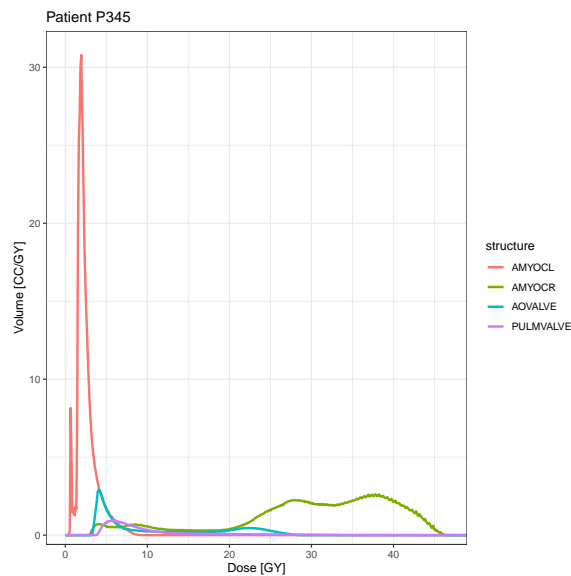 Patient P345
Volume [CC/GY]
30
20
10
0
0 10 20 30 40
Dose [GY]
structure
AMYOCL
AMYOCR
AOVALVE
PULMVALVE